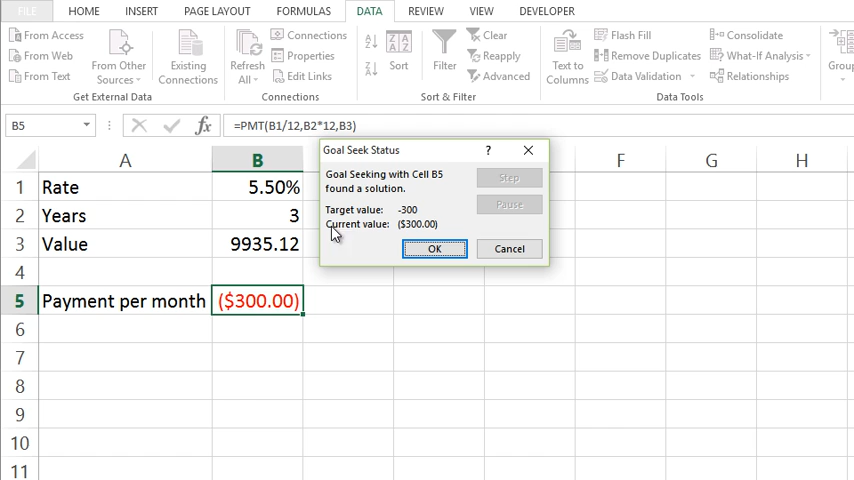 FILE HOME INSERT PAGE LAYOUT FORMULAS DATA REVIEW VIEW DEVELOPER
From Access
From Web
From Text
From Other
Sources
Existing
Connections
Get External Data
Refresh
All
Connections
Properties
Edit Links
Connections
Sort
Filter
Clear
Reapply
Advanced
Sort & Filter
Text to
Columns
Flash Fill
Remove Duplicates
Data Validation
Consolidate
What-If Analysis
Relationships
Data Tools
Group
B5 fx =PMT(B1/12,B2*12,B3)
A B F G H
1 Rate 5.50%
2 Years 3
3 Value 9935.12
4
5 Payment per month ($300.00)
6
7
8
9
10
11
Goal Seek Status ?
Goal Seeking with Cell B5
found a solution.
Target value: -300
Current value: ($300.00)
Step
Pause
OK Cancel